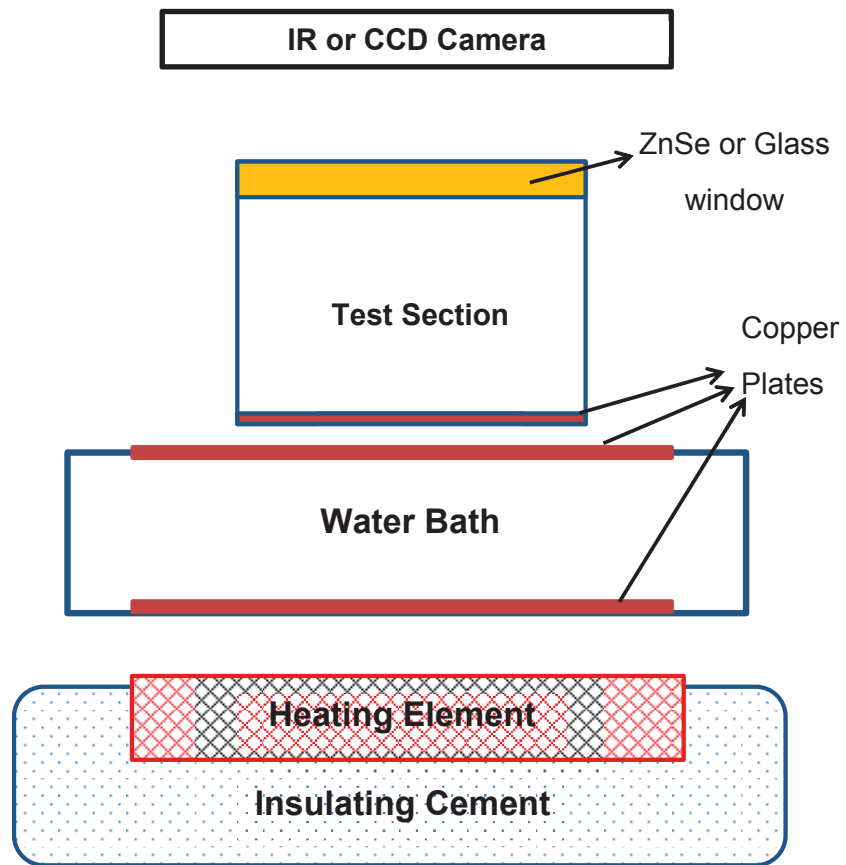 IR or CCD Camera
ZnSe or Glass
window
Test Section
Copper
Plates
Water Bath
Heating Element
Insulating Cement